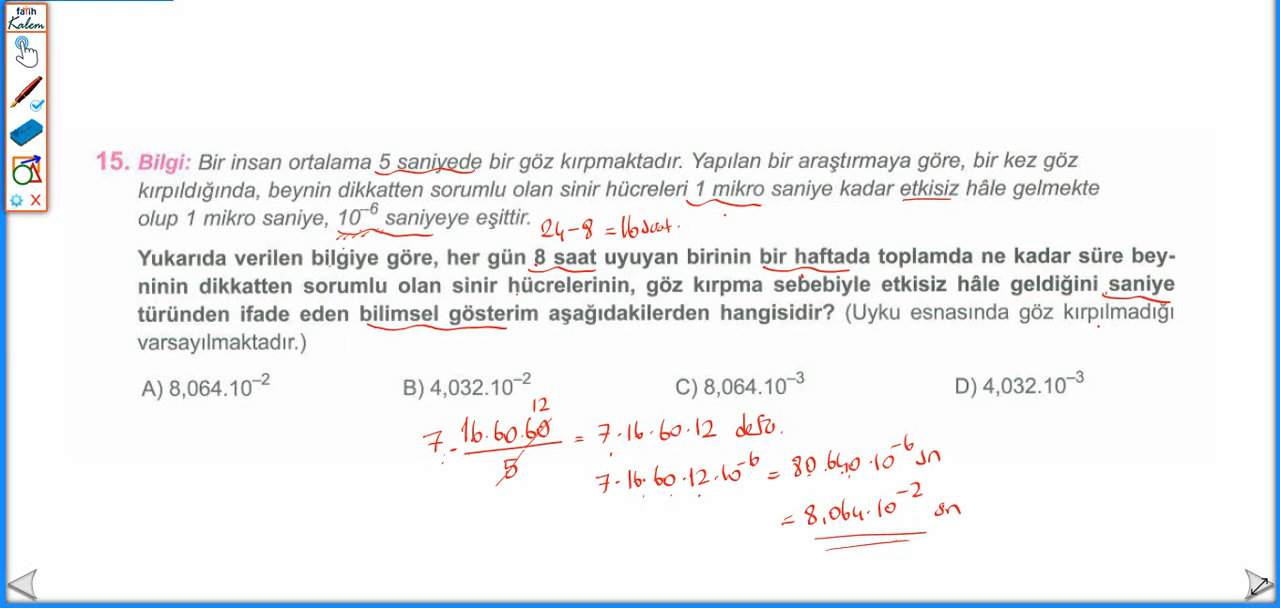 fatih
Kalem
15. Bilgi: Bir insan ortalama 5 saniyede bir göz kırpmaktadır. Yapılan bir araştırmaya göre, bir kez göz
kırpıldığında, beynin dikkatten sorumlu olan sinir hücreleri 1 mikro saniye kadar etkisiz hâle gelmekte
olup 1 mikro saniye, 10⁻⁶ saniyeye eşittir.
24-8 = 16 saat.
Yukarıda verilen bilgiye göre, her gün 8 saat uyuyan birinin bir haftada toplamda ne kadar süre bey-
ninin dikkatten sorumlu olan sinir hücrelerinin, göz kırpma sebebiyle etkisiz hâle geldiğini saniye
türünden ifade eden bilimsel gösterim aşağıdakilerden hangisidir? (Uyku esnasında göz kırpılmadığı
varsayılmaktadır.)
A) 8,064.10⁻² B) 4,032.10⁻² C) 8,064.10⁻³ D) 4,032.10⁻³
12
7. 16.60.60 / 5 = 7.16.60.12 defa.
7.16.60.12.10⁻⁶ = 80.640.10⁻⁶ sn
= 8,064.10⁻² sn